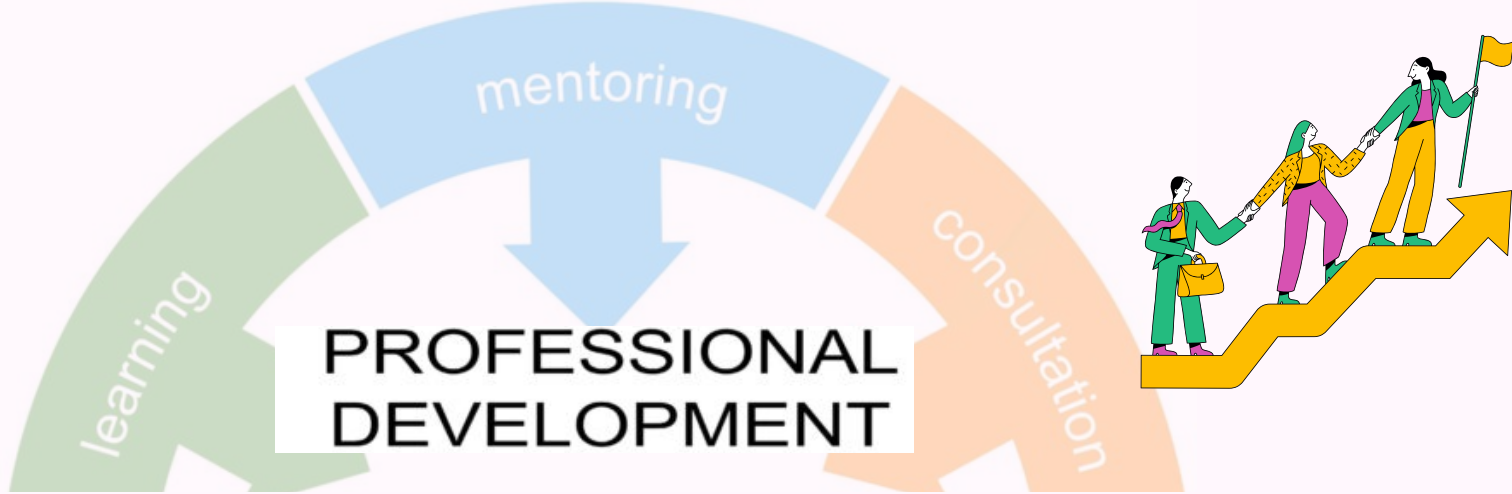 mentoring
learning
consultation
PROFESSIONAL
DEVELOPMENT